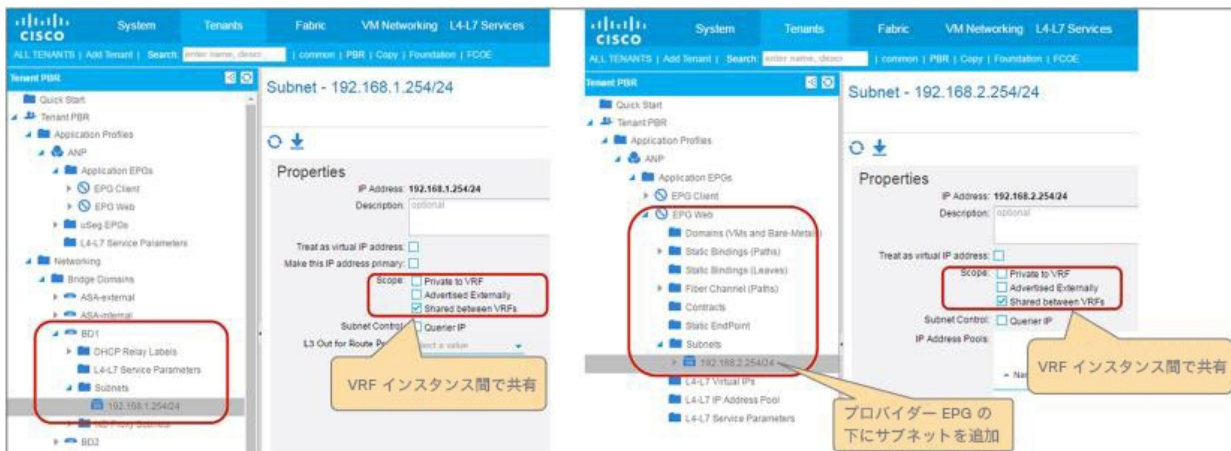 CISCO
System
Tenants
Fabric
VM Networking
L4-L7 Services
ALL TENANTS | Add Tenant | Search: enter name, descr | common | PBR | Copy | Foundation | FCOE
Tenant PBR
Quick Start
Tenant PBR
Application Profiles
ANP
Application EPGs
EPG Client
EPG Web
uSeg EPGs
L4-L7 Service Parameters
Networking
Bridge Domains
ASA-external
ASA-internal
BD1
DHCP Relay Labels
L4-L7 Service Parameters
Subnets
192.168.1.254/24
ND Proxy Subnets
BD2
Subnet - 192.168.1.254/24
Properties
IP Address: 192.168.1.254/24
Description: optional
Treat as virtual IP address:
Make this IP address primary:
Scope: Private to VRF
Advertised Externally
Shared between VRFs
Subnet Control: Querier IP
L3 Out for Route
select a value
VRF インスタンス間で共有
CISCO
System
Tenants
Fabric
VM Networking
L4-L7 Services
ALL TENANTS | Add Tenant | Search: enter name, descr | common | PBR | Copy | Foundation | FCOE
Tenant PBR
Quick Start
Tenant PBR
Application Profiles
ANP
Application EPGs
EPG Client
EPG Web
Domains (VMs and Bare-Metals)
Static Bindings (Paths)
Static Bindings (Leaves)
Fiber Channel (Paths)
Contracts
Static EndPoint
Subnets
192.168.2.254/24
L4-L7 Virtual IPs
L4-L7 IP Address Pool
L4-L7 Service Parameters
Subnet - 192.168.2.254/24
Properties
IP Address: 192.168.2.254/24
Description: optional
Treat as virtual IP address:
Scope: Private to VRF
Advertised Externally
Shared between VRFs
Subnet Control: Querier IP
IP Address Pools:
VRF インスタンス間で共有
プロバイダー EPG の
下にサブネットを追加